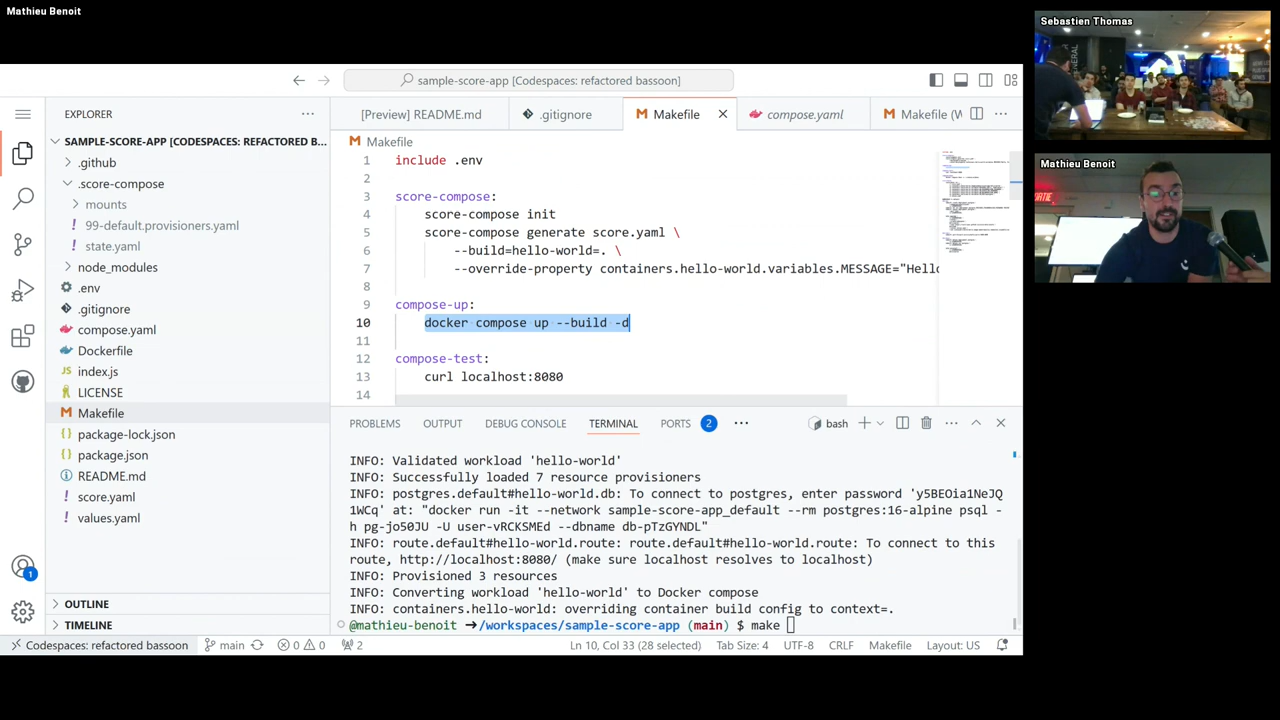 Mathieu Benoit
sample-score-app [Codespaces: refactored bassoon]
EXPLORER
SAMPLE-SCORE-APP [CODESPACES: REFACTORED B...
.github
.score-compose
mounts
99-default.provisioners.yaml
state.yaml
node_modules
.env
.gitignore
compose.yaml
Dockerfile
index.js
LICENSE
Makefile
package-lock.json
package.json
README.md
score.yaml
values.yaml
OUTLINE
TIMELINE
[Preview] README.md
.gitignore
Makefile
compose.yaml
Makefile (W
Makefile
1 include .env
2
3 score-compose:
4 score-compose init
5 score-compose generate score.yaml \
6 --build hello-world=. \
7 --override-property containers.hello-world.variables.MESSAGE="Hello
8
9 compose-up:
10 docker compose up --build -d
11
12 compose-test:
13 curl localhost:8080
14
PROBLEMS OUTPUT DEBUG CONSOLE TERMINAL PORTS 2 bash
INFO: Validated workload 'hello-world'
INFO: Successfully loaded 7 resource provisioners
INFO: postgres.default#hello-world.db: To connect to postgres, enter password 'y5BEOia1NeJQ
1WCq' at: "docker run -it --network sample-score-app_default --rm postgres:16-alpine psql -
h pg-jo50JU -U user-vRCKSMEd --dbname db-pTzGYNDL"
INFO: route.default#hello-world.route: route.default#hello-world.route: To connect to this
route, http://localhost:8080/ (make sure localhost resolves to localhost)
INFO: Provisioned 3 resources
INFO: Converting workload 'hello-world' to Docker compose
INFO: containers.hello-world: overriding container build config to context=.
@mathieu-benoit →/workspaces/sample-score-app (main) $ make
1
Codespaces: refactored bassoon main 0 0 2 Ln 10, Col 33 (28 selected) Tab Size: 4 UTF-8 CRLF Makefile Layout: US
Sebastien Thomas
Mathieu Benoit